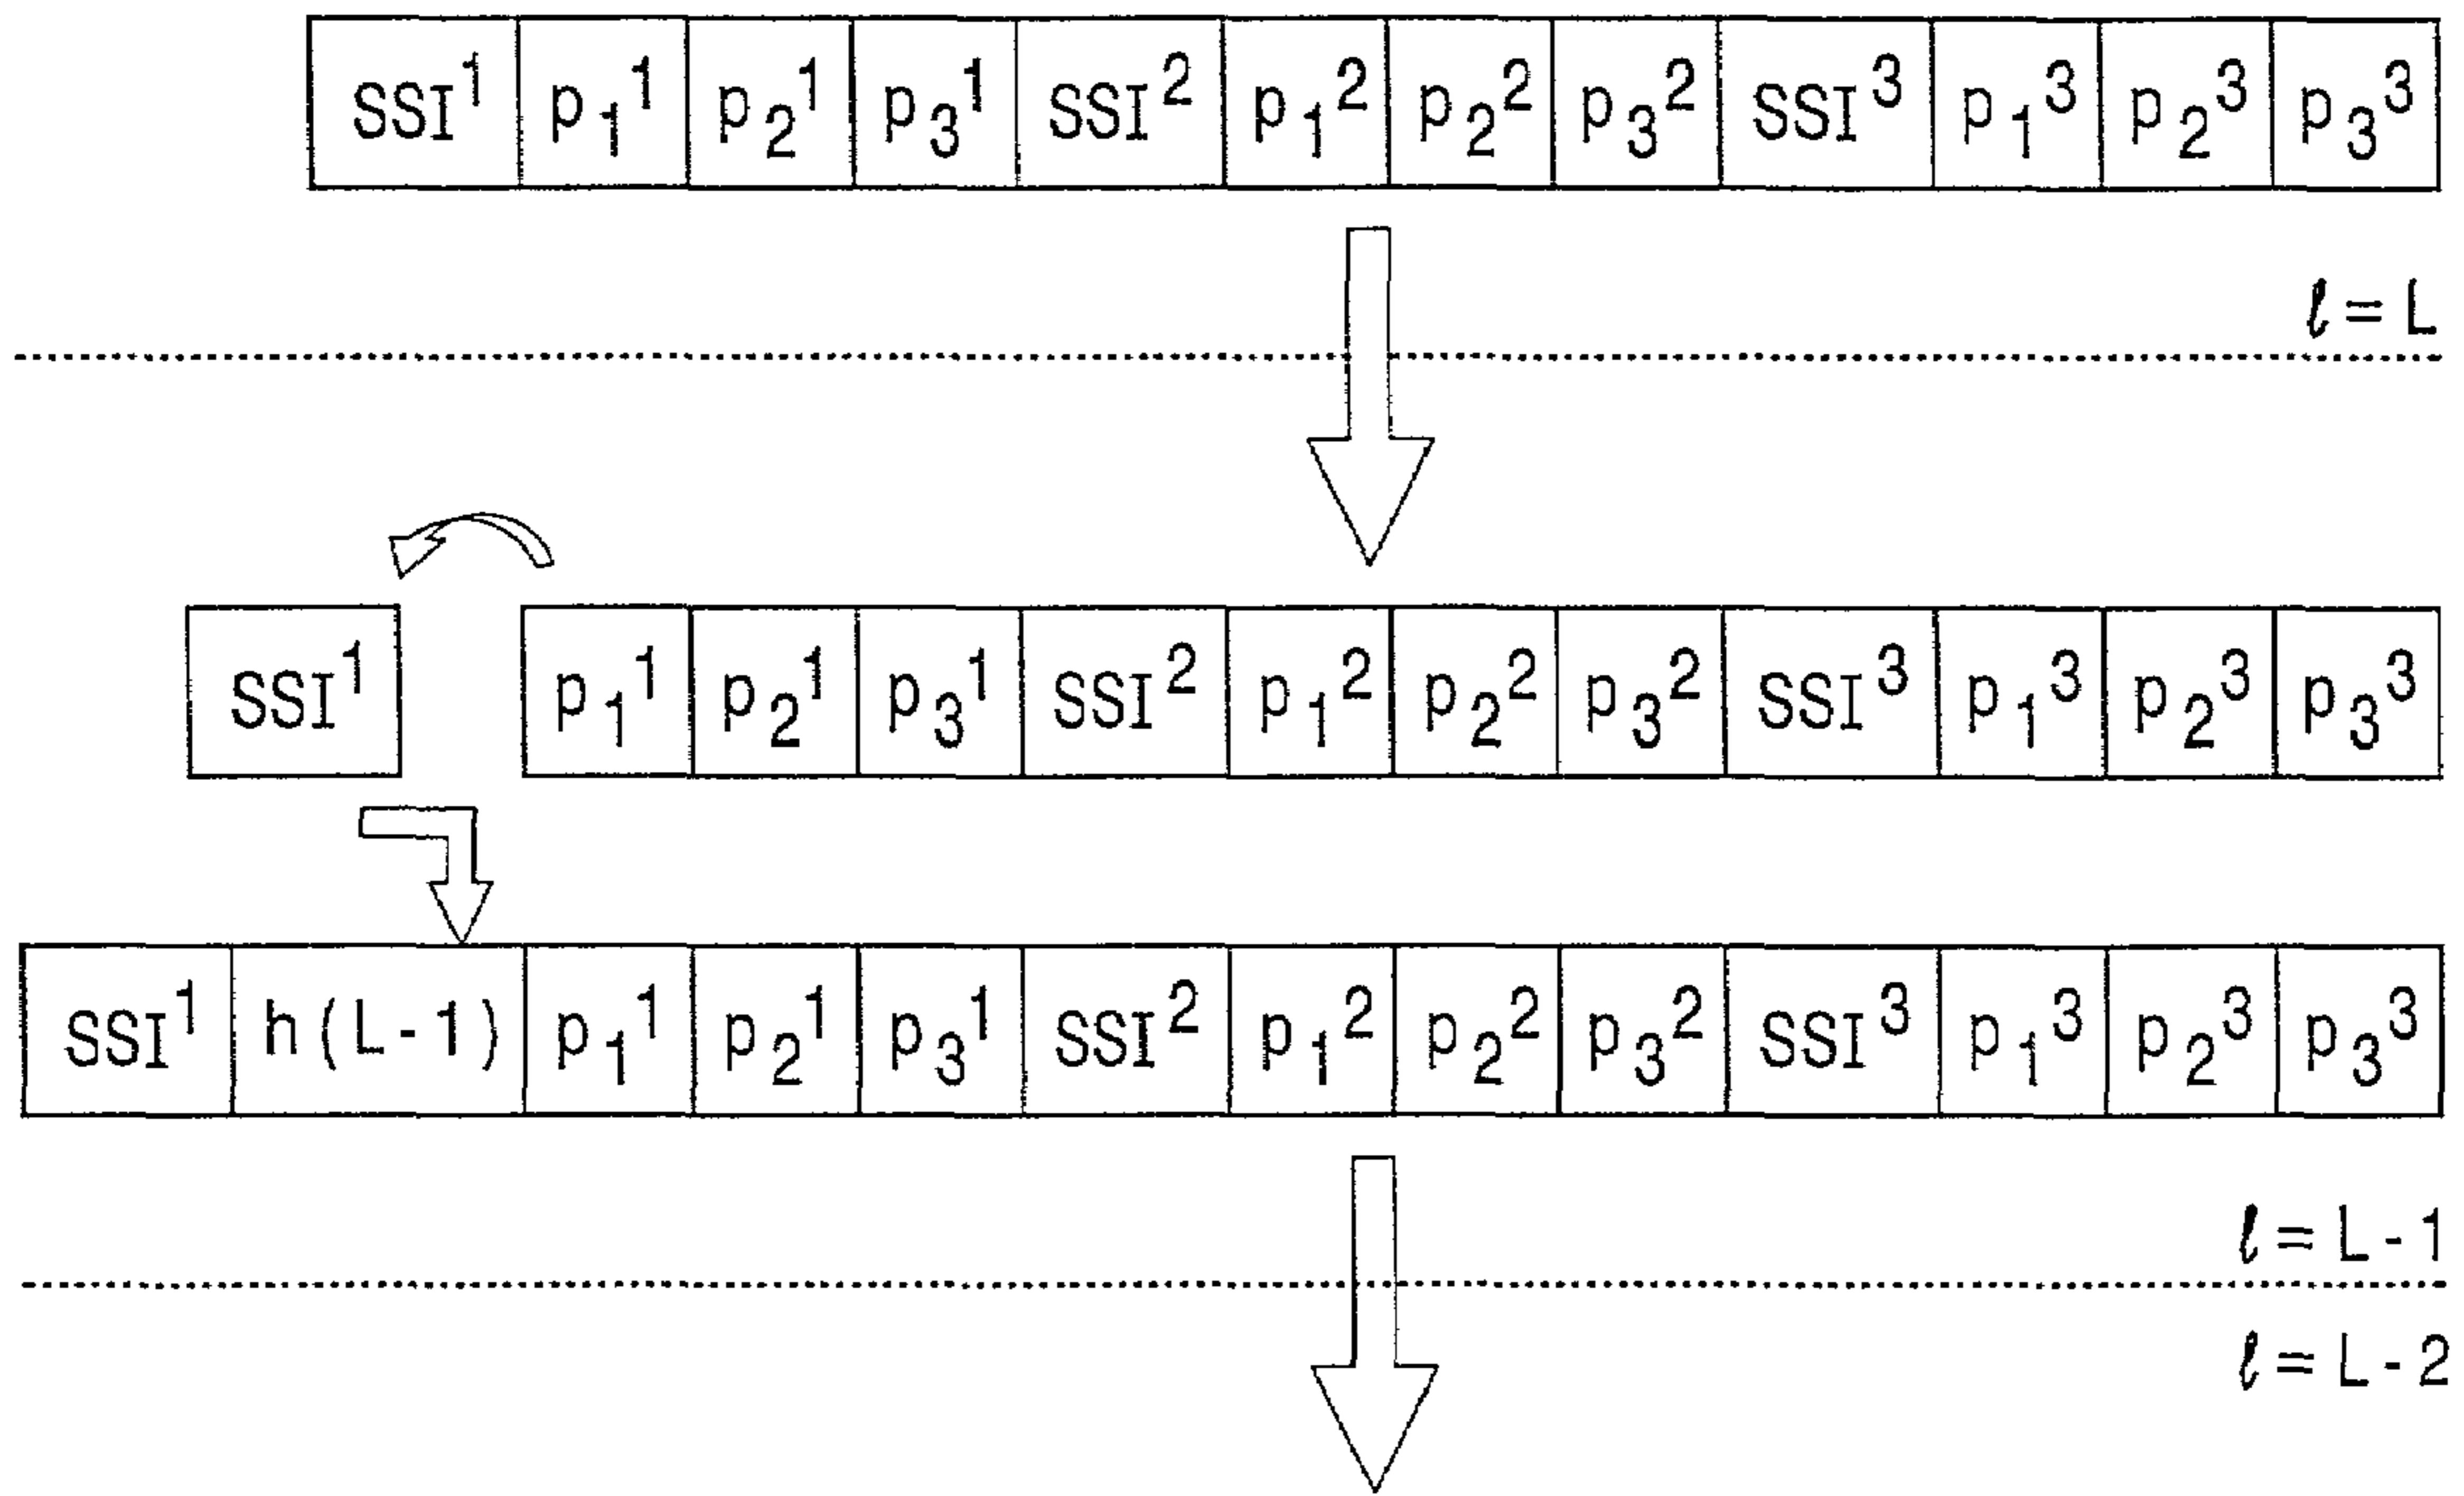 SSI¹ p₁¹ p₂¹ p₃¹ SSI² p₁² p₂² p₃² SSI³ p₁³ p₂³ p₃³
ℓ = L
SSI¹ p₁¹ p₂¹ p₃¹ SSI² p₁² p₂² p₃² SSI³ p₁³ p₂³ p₃³
SSI¹ h(L-1) p₁¹ p₂¹ p₃¹ SSI² p₁² p₂² p₃² SSI³ p₁³ p₂³ p₃³
ℓ = L-1
ℓ = L-2